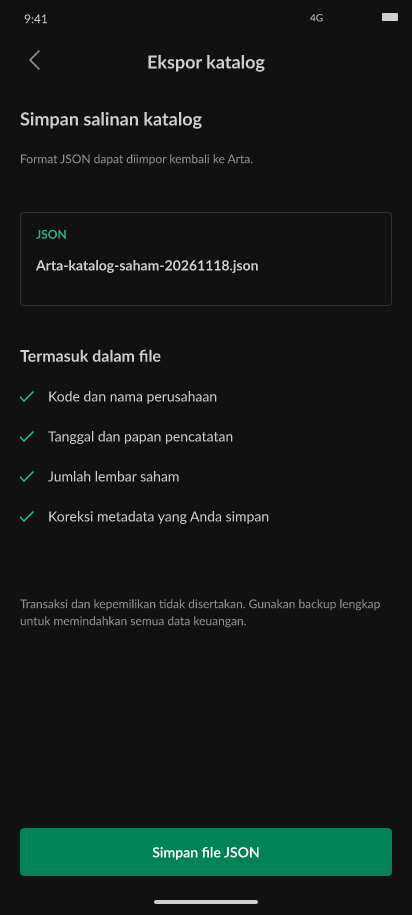 9:41
4G
Ekspor katalog
Simpan salinan katalog
Format JSON dapat diimpor kembali ke Arta.
JSON
Arta-katalog-saham-20261118.json
Termasuk dalam file
Kode dan nama perusahaan
Tanggal dan papan pencatatan
Jumlah lembar saham
Koreksi metadata yang Anda simpan
Transaksi dan kepemilikan tidak disertakan. Gunakan backup lengkap
untuk memindahkan semua data keuangan.
Simpan file JSON